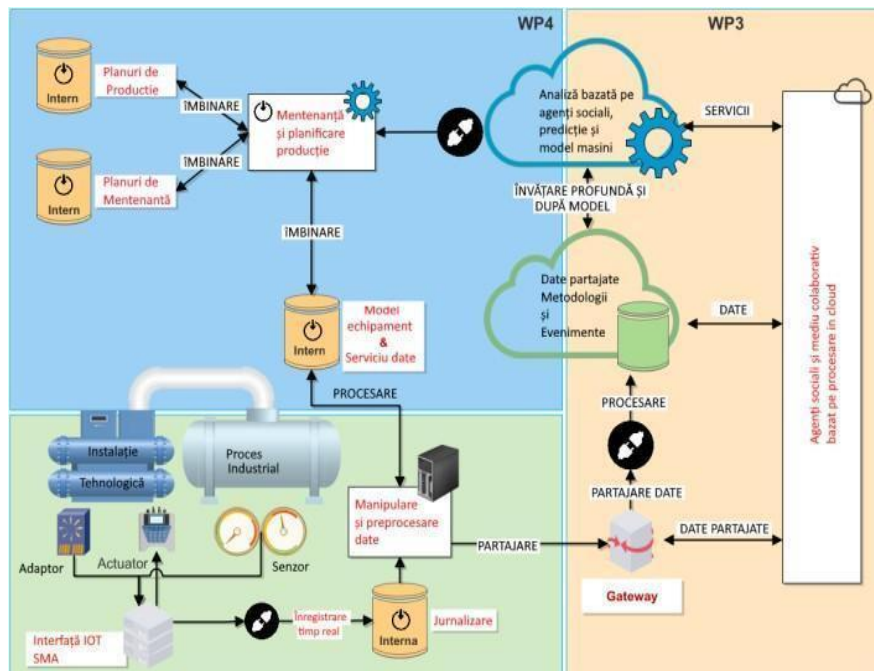 WP4
WP3
Intern
Planuri de
Productie
ÎMBINARE
Mentenanță
și planificare
producție
Analiză bazată pe
agenți sociali,
predicție și
model masini
SERVICII
ÎMBINARE
Intern
Planuri de
Mentenantă
ÎNVĂȚARE PROFUNDĂ ȘI
DUPĂ MODEL
ÎMBINARE
Date partajate
Metodologii
și
Evenimente
DATE
Intern
Model
echipament
&
Serviciu date
PROCESARE
PROCESARE
Agenți sociali și mediu colaborativ
bazat pe procesare in cloud
Instalație
Tehnologică
Proces
Industrial
Manipulare
și preprocesare
date
PARTAJARE DATE
PARTAJARE
DATE PARTAJATE
Gateway
Adaptor
Actuator
Senzor
Interfață IOT
SMA
Înregistrare
timp real
Interna
Jurnalizare